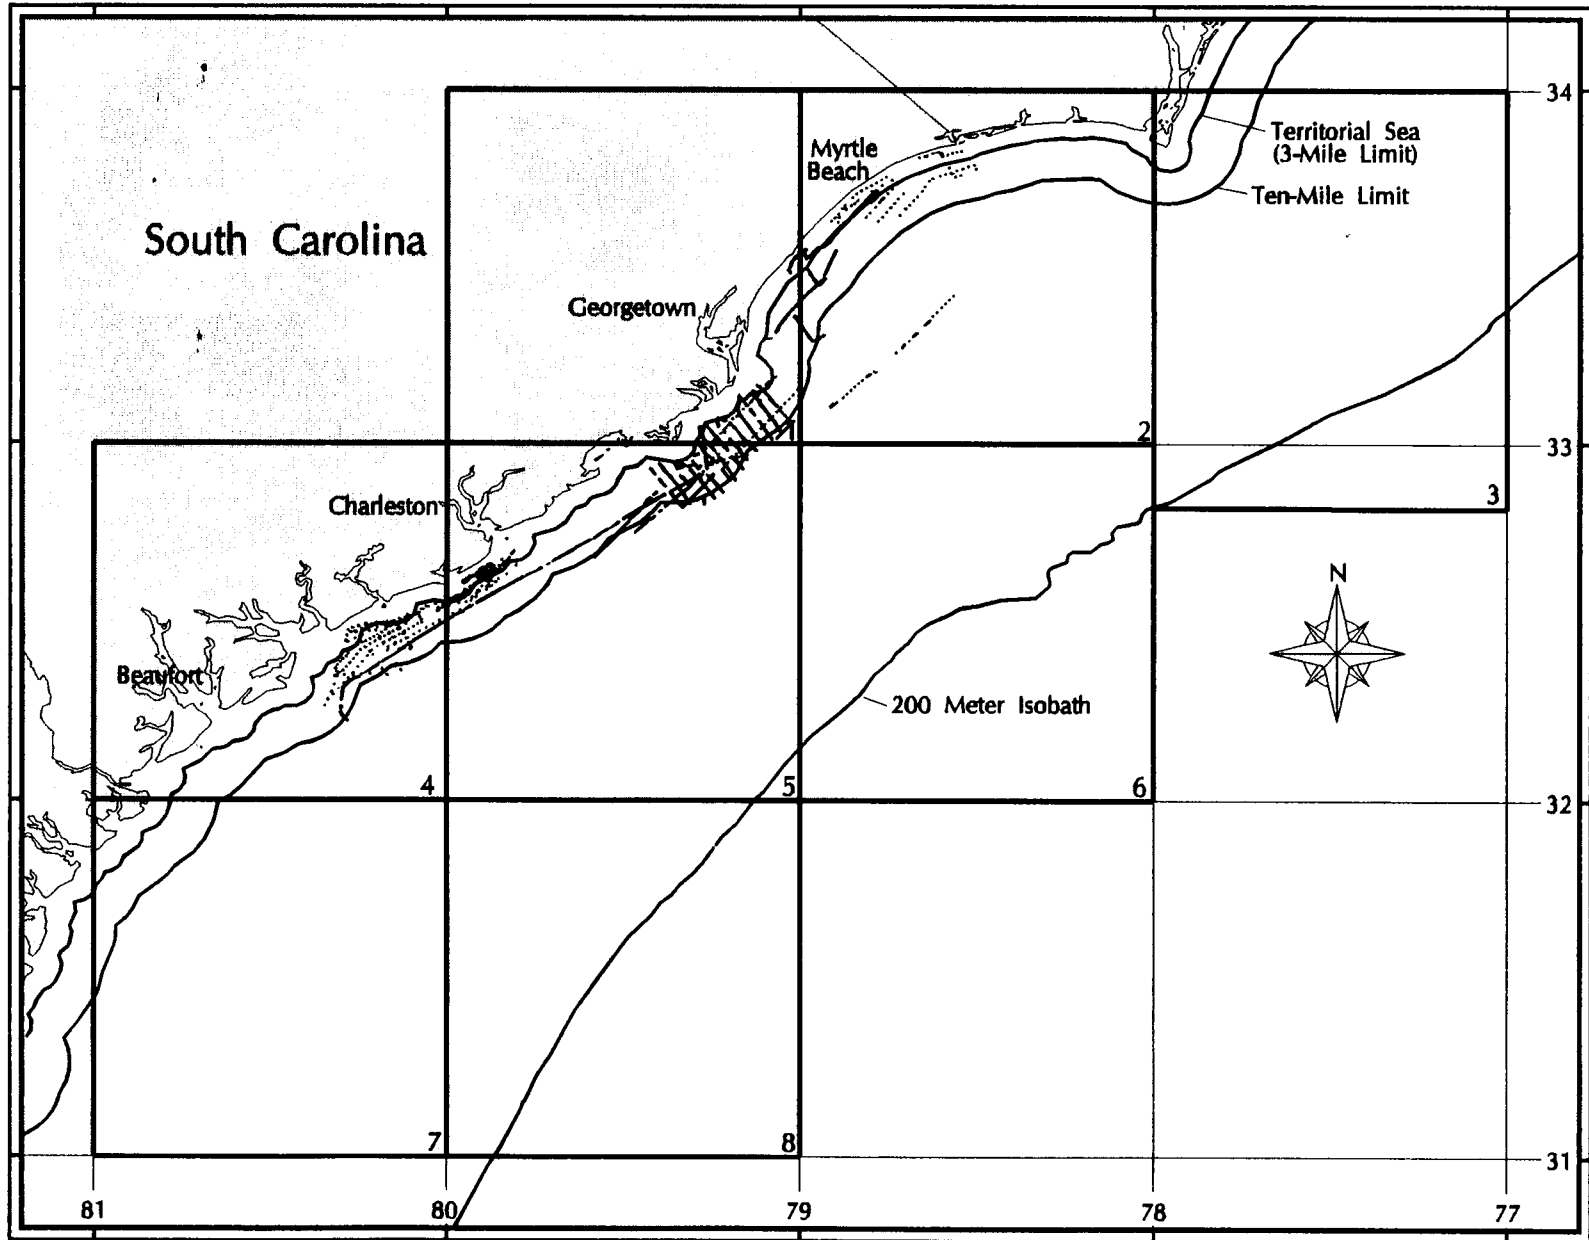 34
Territorial Sea
(3-Mile Limit)
Myrtle
Beach
Ten-Mile Limit
South Carolina
Georgetown
2
33
3
Charleston
N
Beaufort
200 Meter Isobath
4
5
6
32
7
8
31
81
80
79
78
77